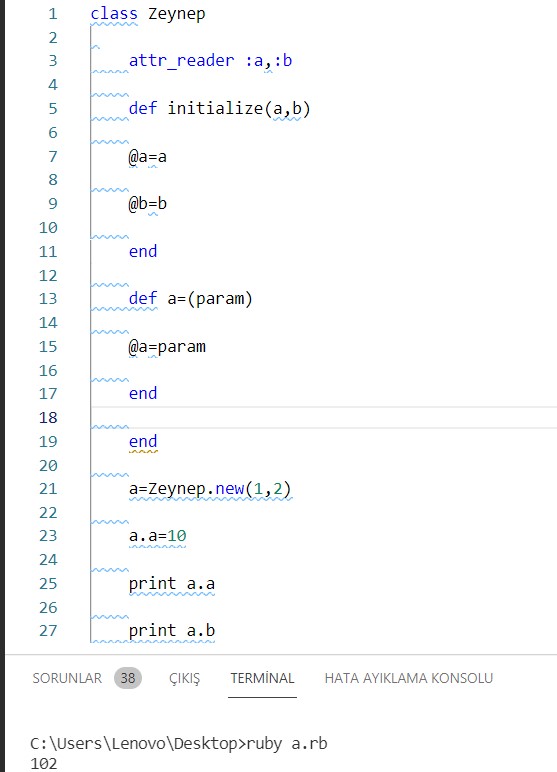 1 class Zeynep
2
3 attr_reader :a,:b
4
5 def initialize(a,b)
6
7 @a=a
8
9 @b=b
10
11 end
12
13 def a=(param)
14
15 @a=param
16
17 end
18
19 end
20
21 a=Zeynep.new(1,2)
22
23 a.a=10
24
25 print a.a
26
27 print a.b
SORUNLAR 38 ÇIKIŞ TERMİNAL HATA AYIKLAMA KONSOLU
C:\Users\Lenovo\Desktop>ruby a.rb
102